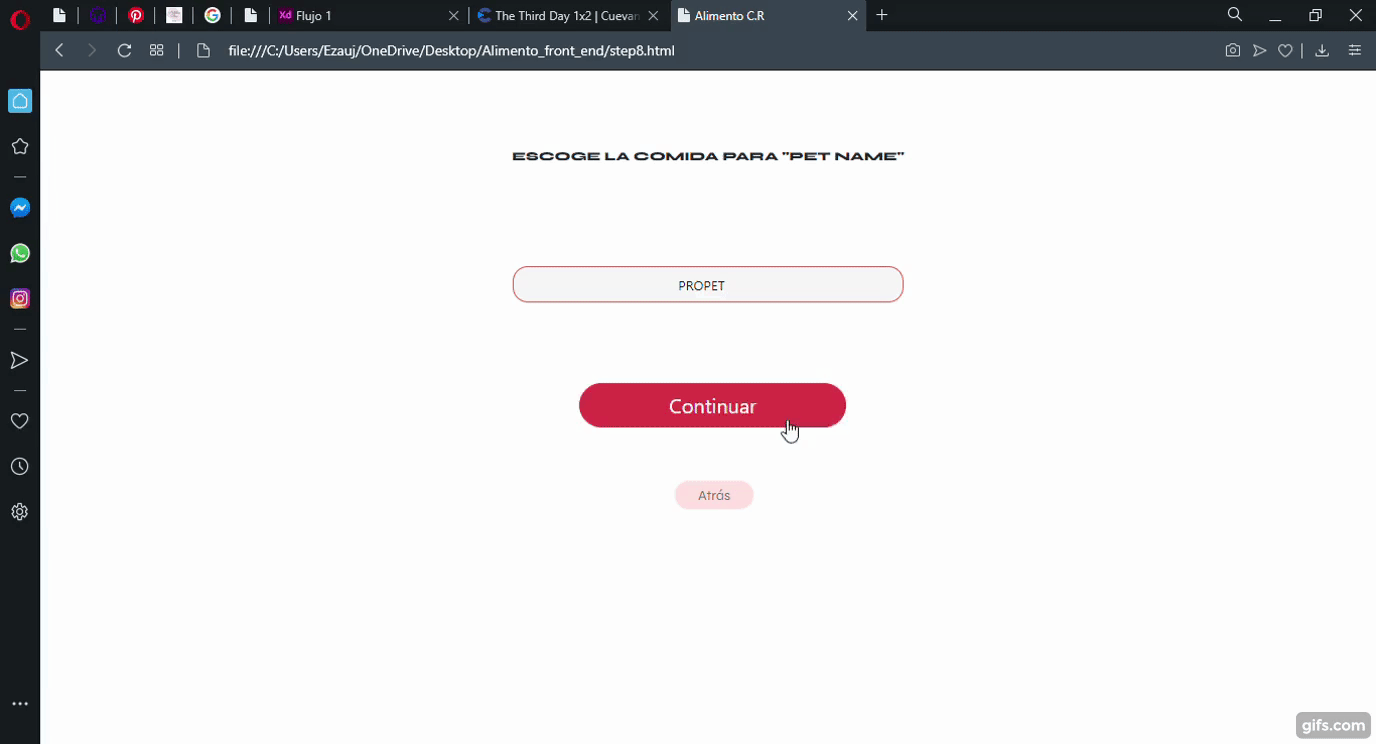 Xd Flujo 1
The Third Day 1x2 | Cuevan
Alimento C.R
file:///C:/Users/Ezauj/OneDrive/Desktop/Alimento_front_end/step8.html
ESCOGE LA COMIDA PARA "PET NAME"
PROPET
Continuar
Atrás
gifs.com